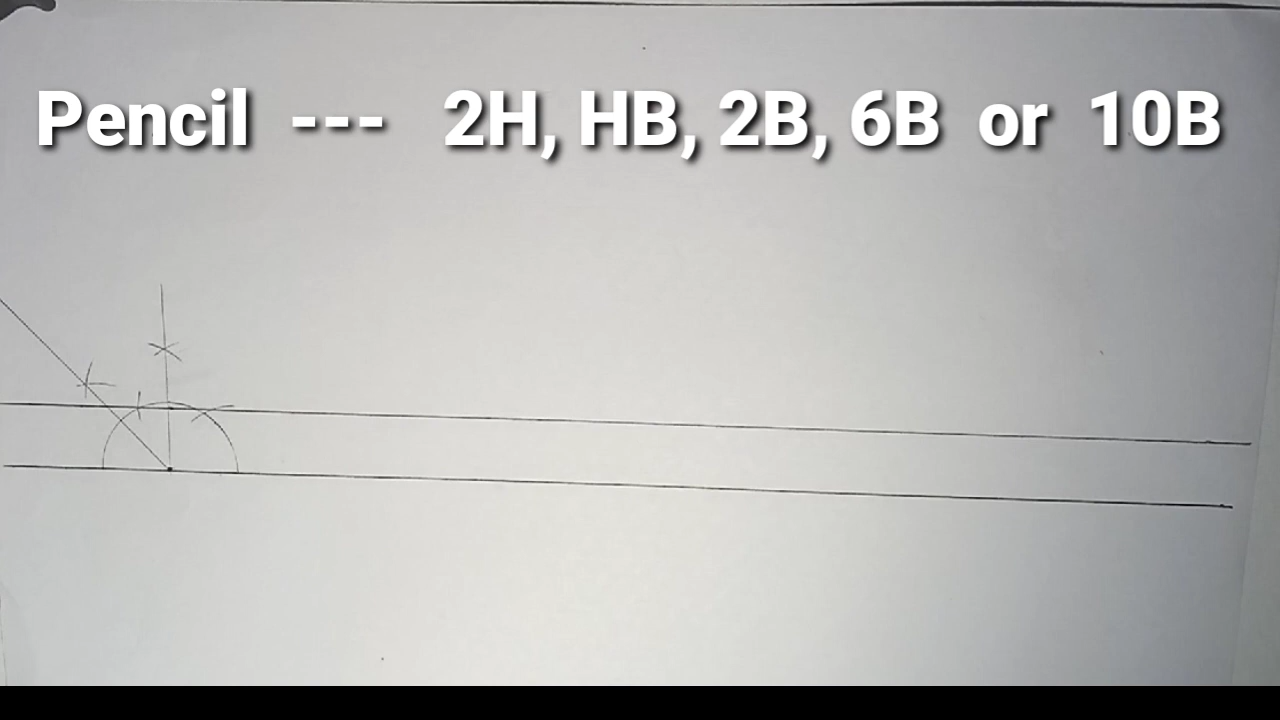 Pencil --- 2H, HB, 2B, 6B or 10B